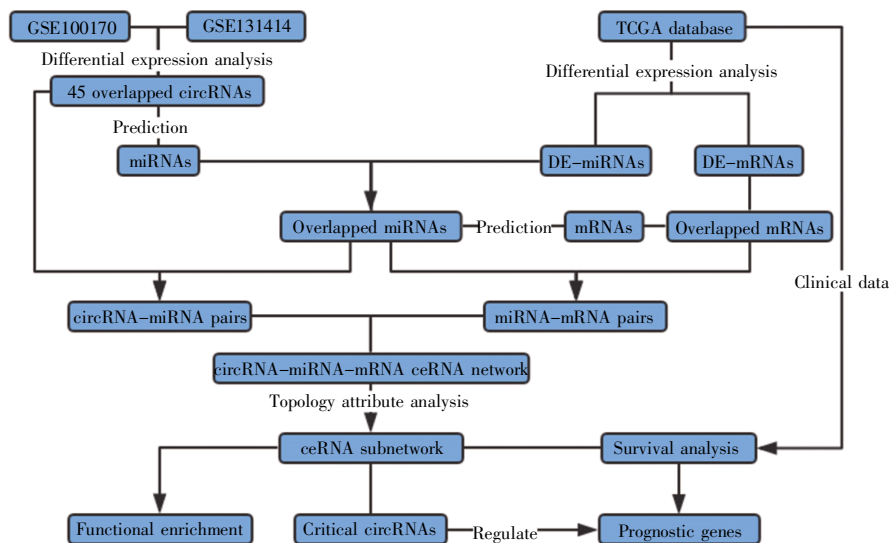 GSE100170
GSE131414
TCGA database
Differential expression analysis
Differential expression analysis
45 overlapped circRNAs
Prediction
miRNAs
DE-miRNAs
DE-mRNAs
Overlapped miRNAs
Prediction
mRNAs
Overlapped mRNAs
Clinical data
circRNA-miRNA pairs
miRNA-mRNA pairs
circRNA-miRNA-mRNA ceRNA network
Topology attribute analysis
ceRNA subnetwork
Survival analysis
Functional enrichment
Critical circRNAs
Regulate
Prognostic genes